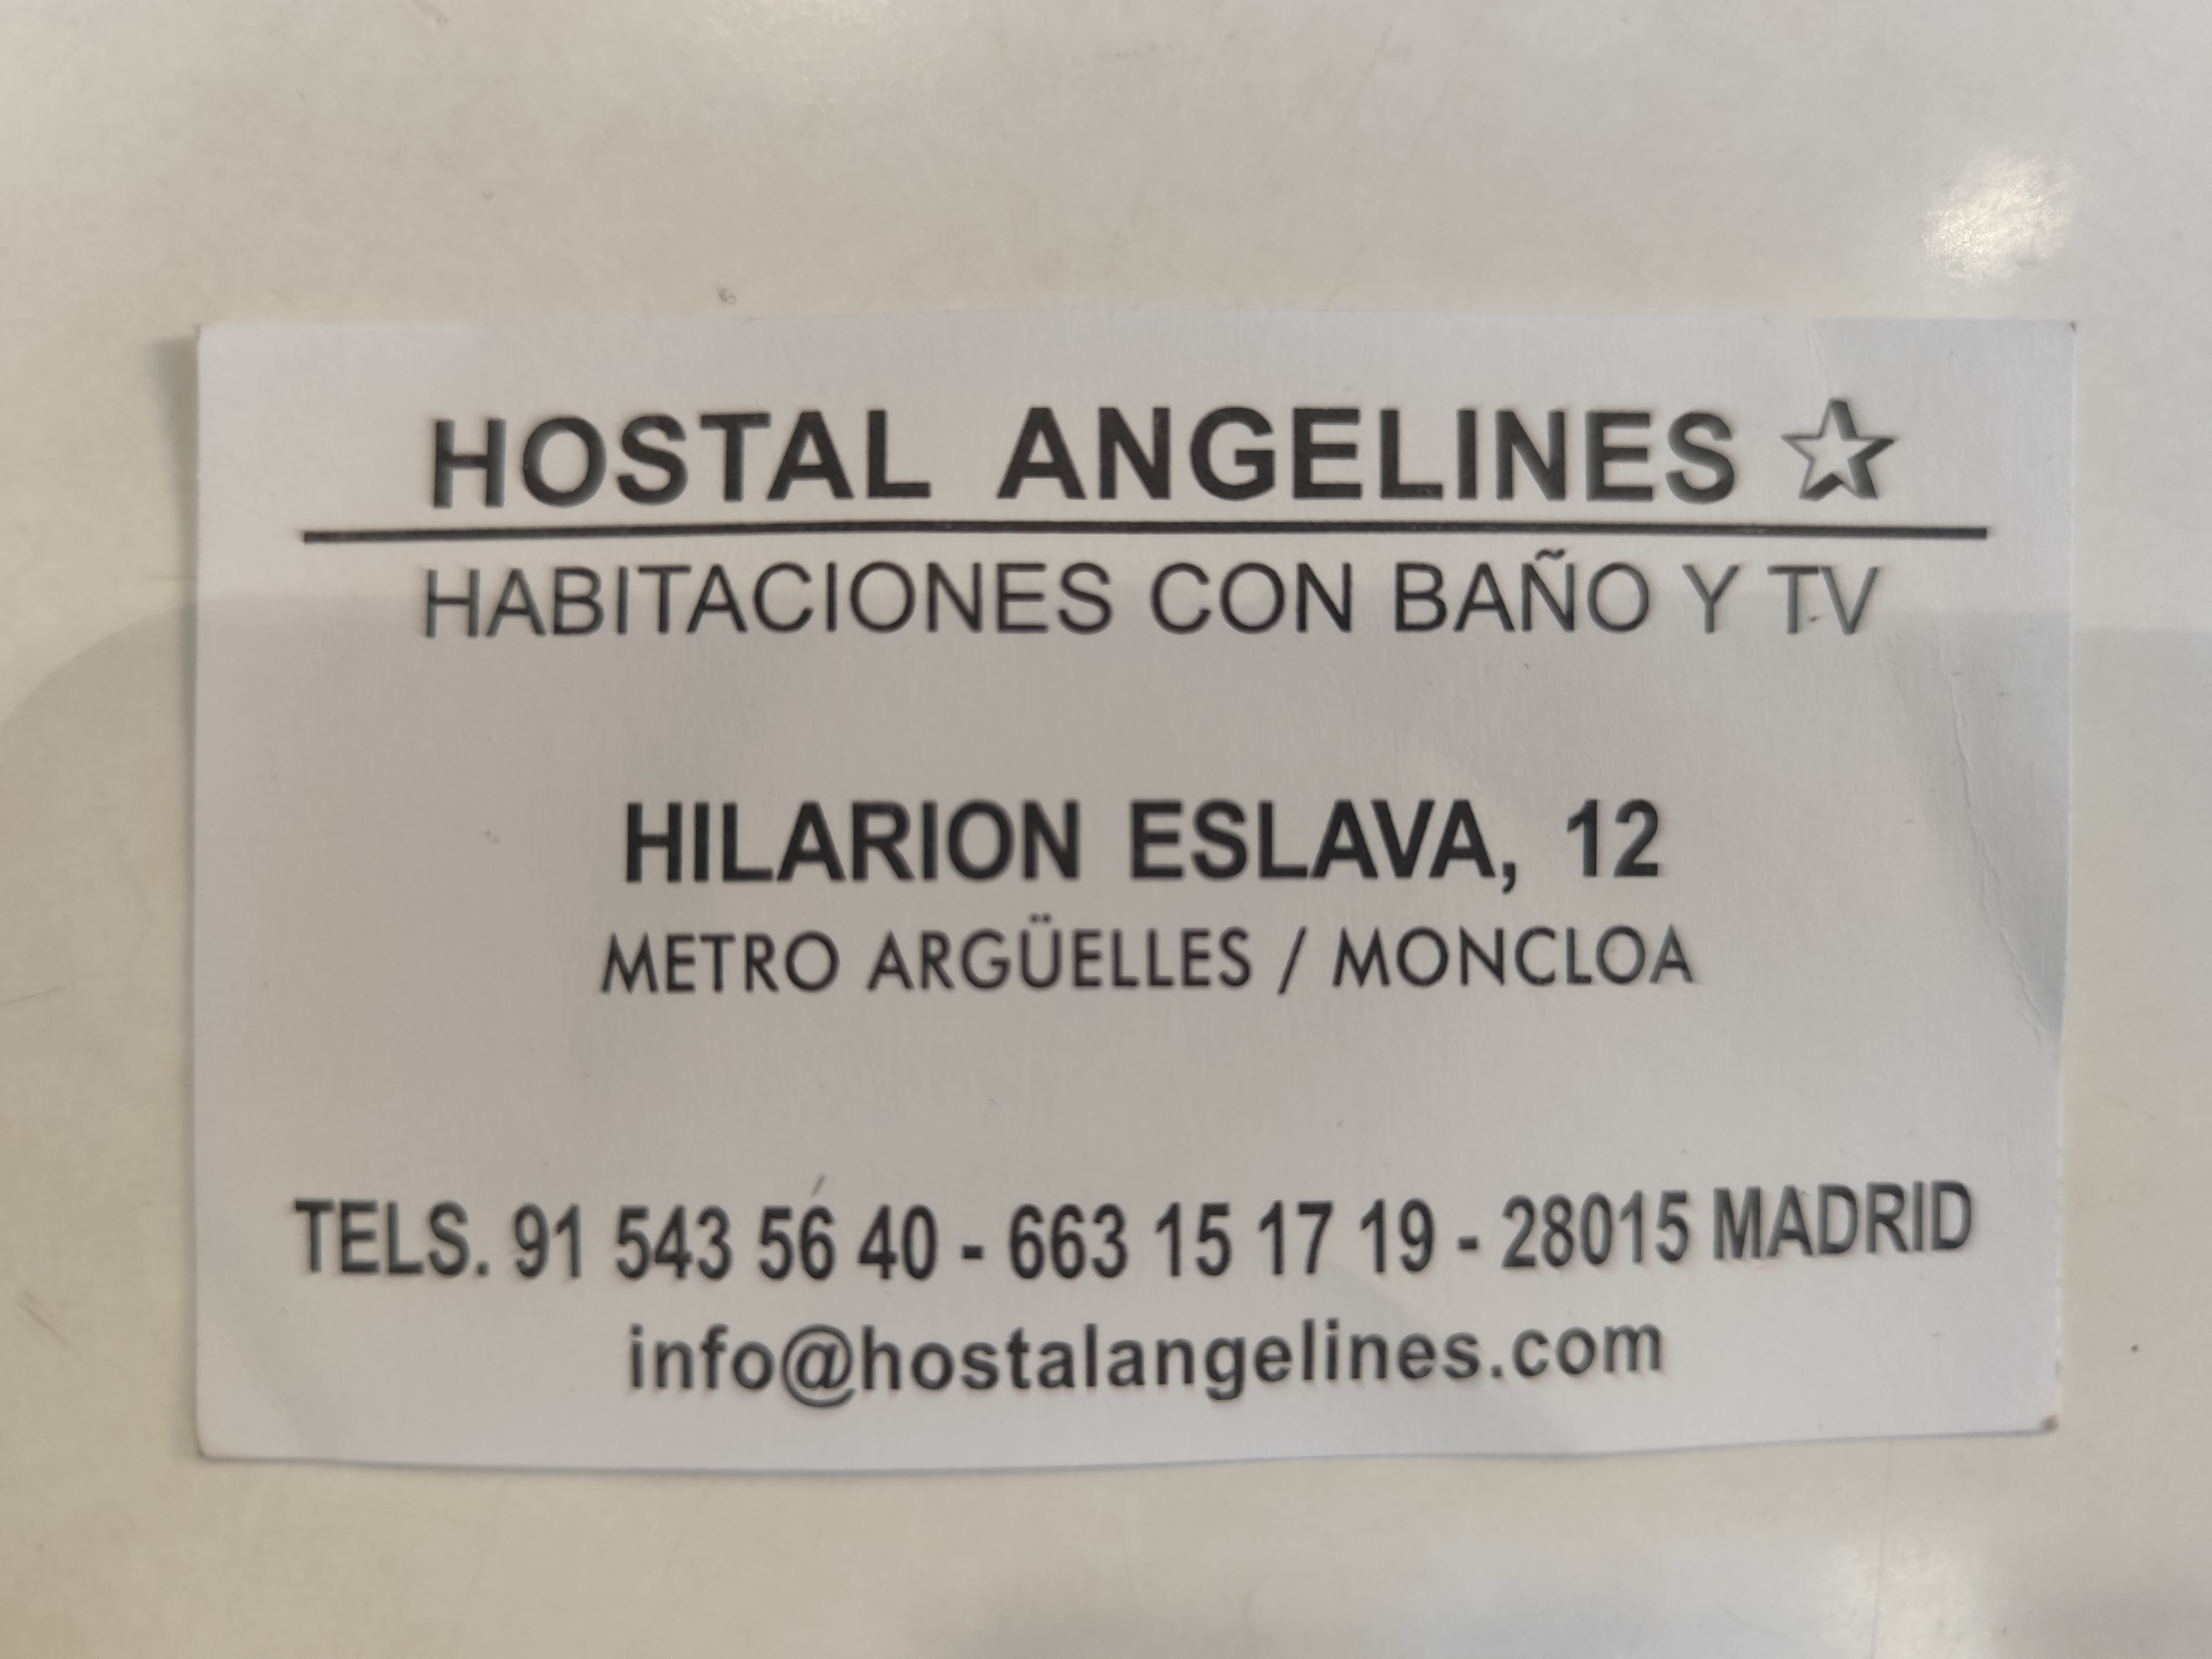 HOSTAL ANGELINES ☆
HABITACIONES CON BAÑO Y TV
HILARION ESLAVA, 12
METRO ARGÜELLES / MONCLOA
TELS. 91 543 56 40 - 663 15 17 19 - 28015 MADRID
info@hostalangelines.com